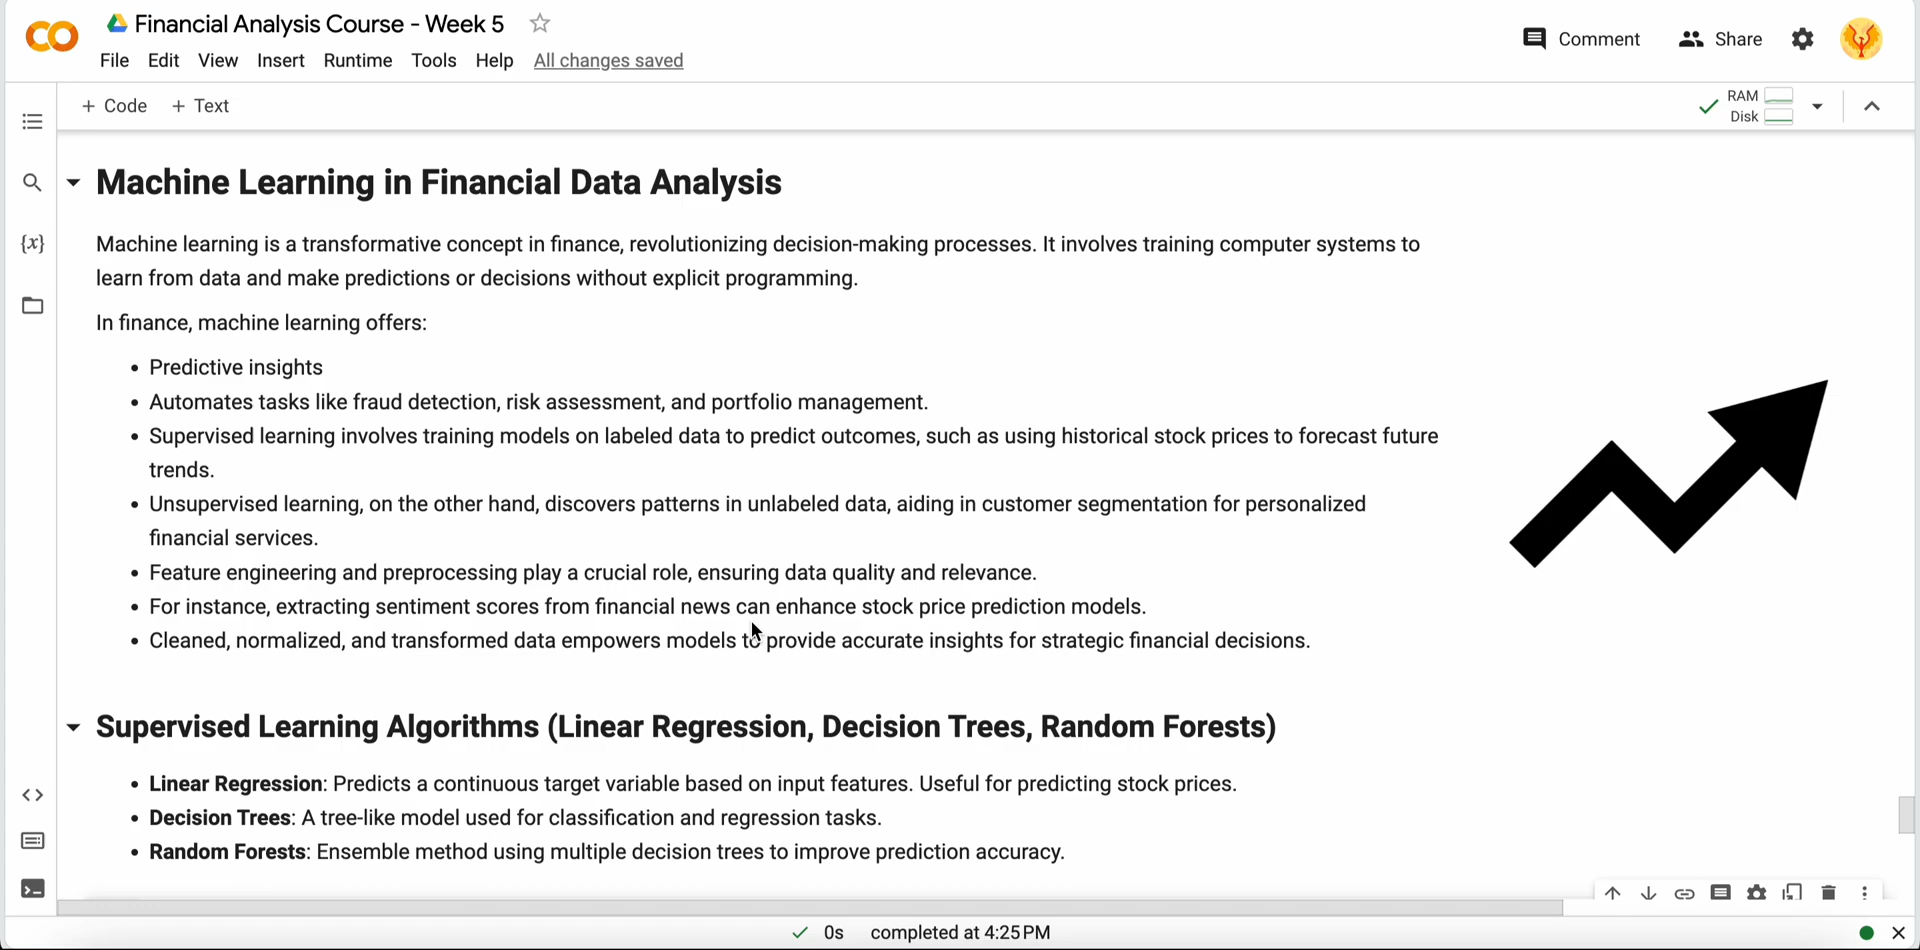 Financial Analysis Course - Week 5
File Edit View Insert Runtime Tools Help All changes saved
Comment Share
+ Code + Text
RAM
Disk
Machine Learning in Financial Data Analysis
Machine learning is a transformative concept in finance, revolutionizing decision-making processes. It involves training computer systems to
learn from data and make predictions or decisions without explicit programming.
In finance, machine learning offers:
• Predictive insights
• Automates tasks like fraud detection, risk assessment, and portfolio management.
• Supervised learning involves training models on labeled data to predict outcomes, such as using historical stock prices to forecast future
trends.
• Unsupervised learning, on the other hand, discovers patterns in unlabeled data, aiding in customer segmentation for personalized
financial services.
• Feature engineering and preprocessing play a crucial role, ensuring data quality and relevance.
• For instance, extracting sentiment scores from financial news can enhance stock price prediction models.
• Cleaned, normalized, and transformed data empowers models to provide accurate insights for strategic financial decisions.
Supervised Learning Algorithms (Linear Regression, Decision Trees, Random Forests)
• Linear Regression: Predicts a continuous target variable based on input features. Useful for predicting stock prices.
• Decision Trees: A tree-like model used for classification and regression tasks.
• Random Forests: Ensemble method using multiple decision trees to improve prediction accuracy.
0s completed at 4:25 PM